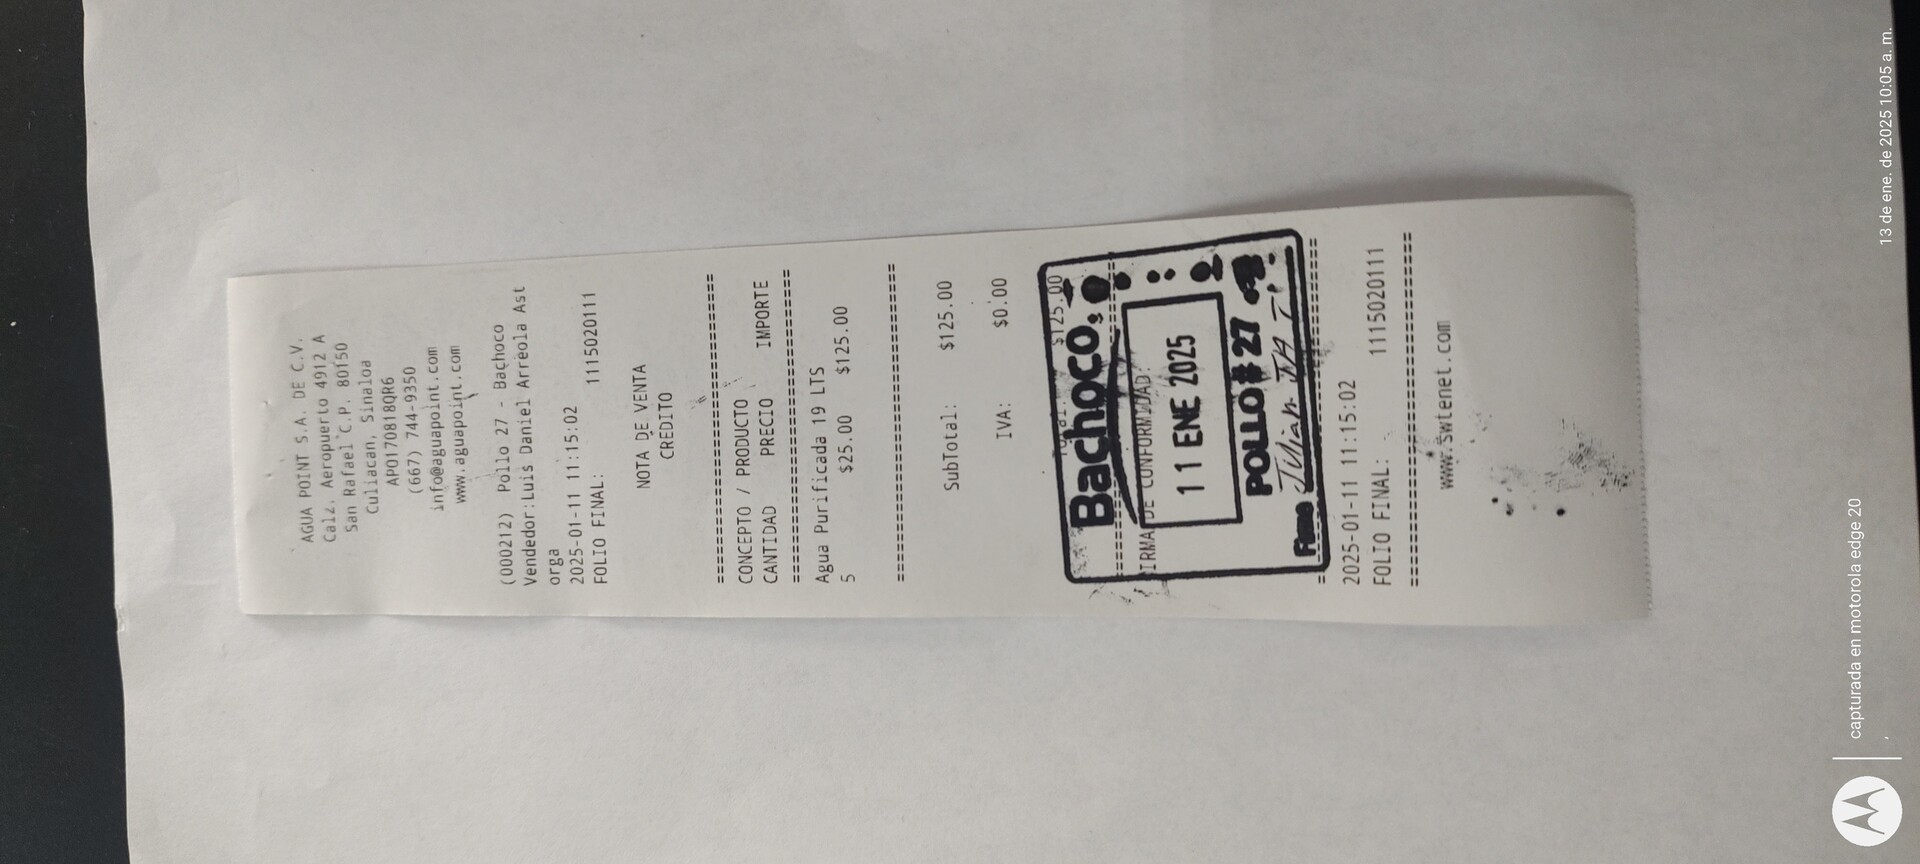 AGUA POINT S.A. DE C.V.
Calz. Aeropuerto 4912 A
San Rafael C.P. 80150
Culiacan, Sinaloa
APO170818QR6
(667) 744-9350
info@aguapoint.com
www.aguapoint.com
(000212) Pollo 27 - Bachoco
Vendedor:Luis Daniel Arreola Ast
orga
2025-01-11 11:15:02
FOLIO FINAL: 1115020111
NOTA DE VENTA
CREDITO
================================
CONCEPTO / PRODUCTO
CANTIDAD PRECIO IMPORTE
================================
Agua Purificada 19 LTS
5 $25.00 $125.00
================================
SubTotal: $125.00
IVA: $0.00
Total: $125.00
================================
FIRMA DE CONFORMIDAD:
Bachoco
11 ENE 2025
POLLO # 27
Firma Julian
================================
2025-01-11 11:15:02
FOLIO FINAL: 1115020111
================================
www.swtenet.com
capturada en motorola edge 20
13 de ene. de 2025 10:05 a. m.